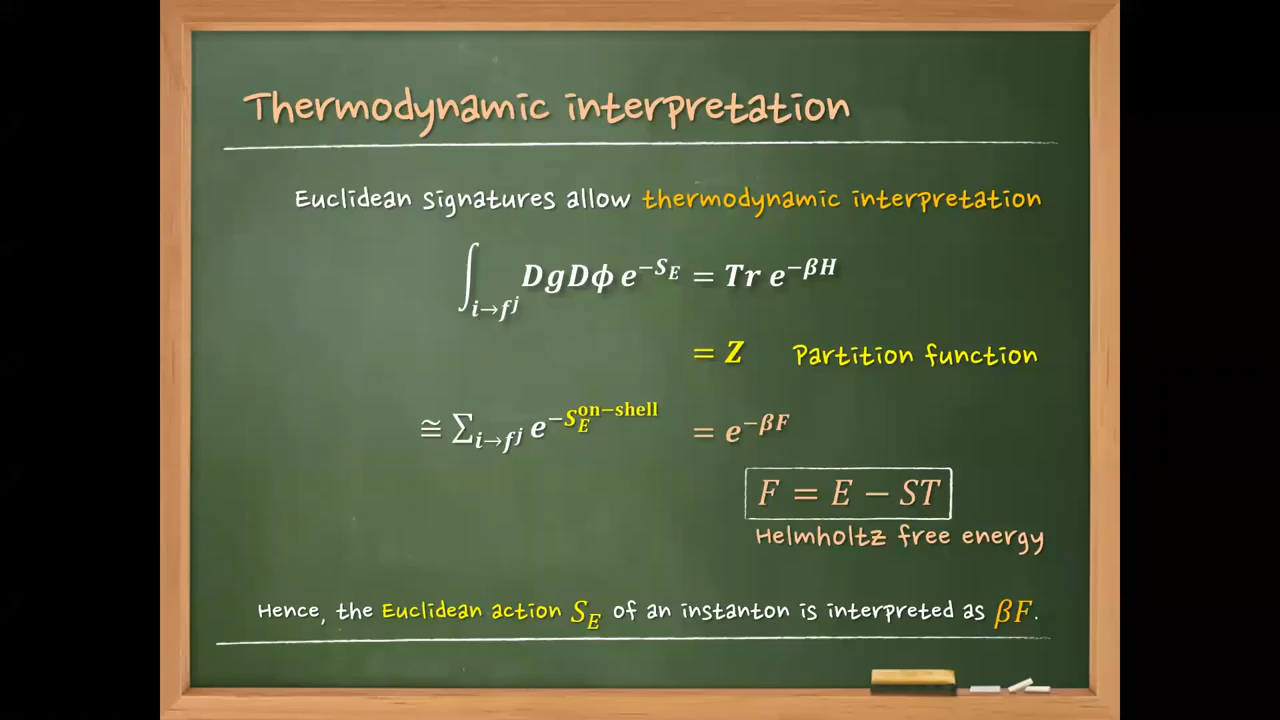 Thermodynamic interpretation
Euclidean signatures allow thermodynamic interpretation
∫_{i→f^j} DgDϕ e^{−S_E} = Tr e^{−βH}
= Z Partition function
≅ ∑_{i→f^j} e^{−S_E^{on−shell}} = e^{−βF}
F = E − ST
Helmholtz free energy
Hence, the Euclidean action S_E of an instanton is interpreted as βF.